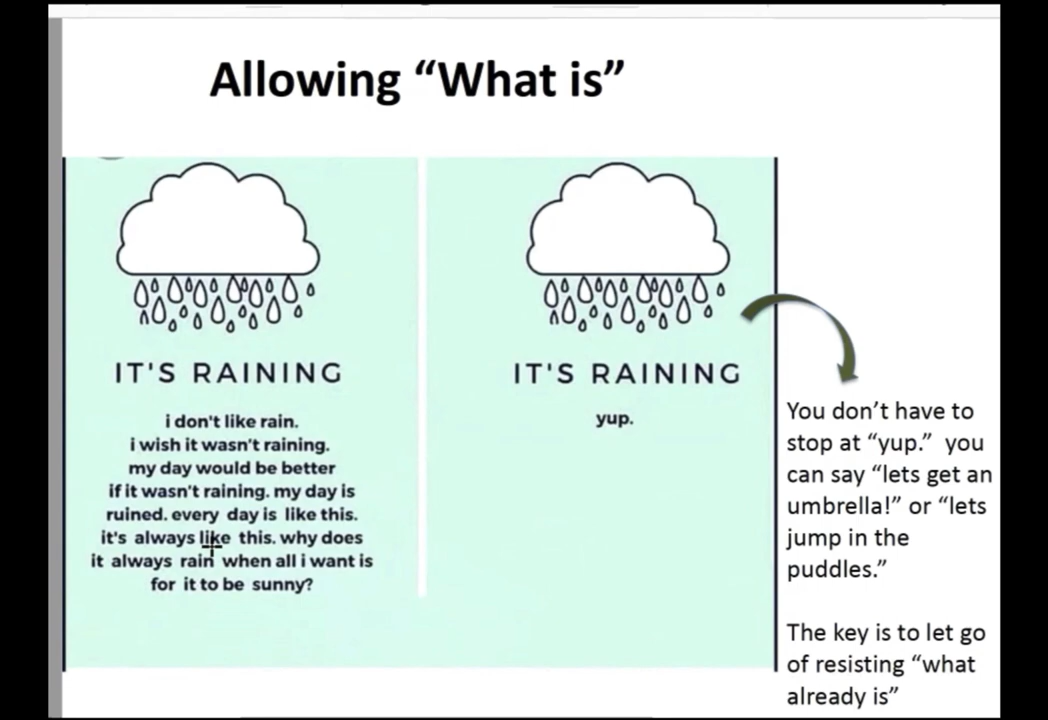 Allowing “What is”
IT'S RAINING
i don't like rain.
i wish it wasn't raining.
my day would be better
if it wasn't raining. my day is
ruined. every day is like this.
it's always like this. why does
it always rain when all i want is
for it to be sunny?
IT'S RAINING
yup.
You don’t have to
stop at “yup.” you
can say “lets get an
umbrella!” or “lets
jump in the
puddles.”
The key is to let go
of resisting “what
already is”